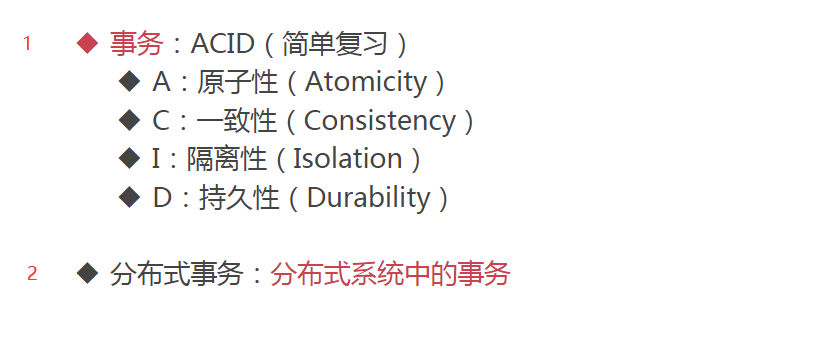 1 ◆ 事务：ACID（简单复习）
◆ A：原子性（Atomicity）
◆ C：一致性（Consistency）
◆ I：隔离性（Isolation）
◆ D：持久性（Durability）
2 ◆ 分布式事务：分布式系统中的事务